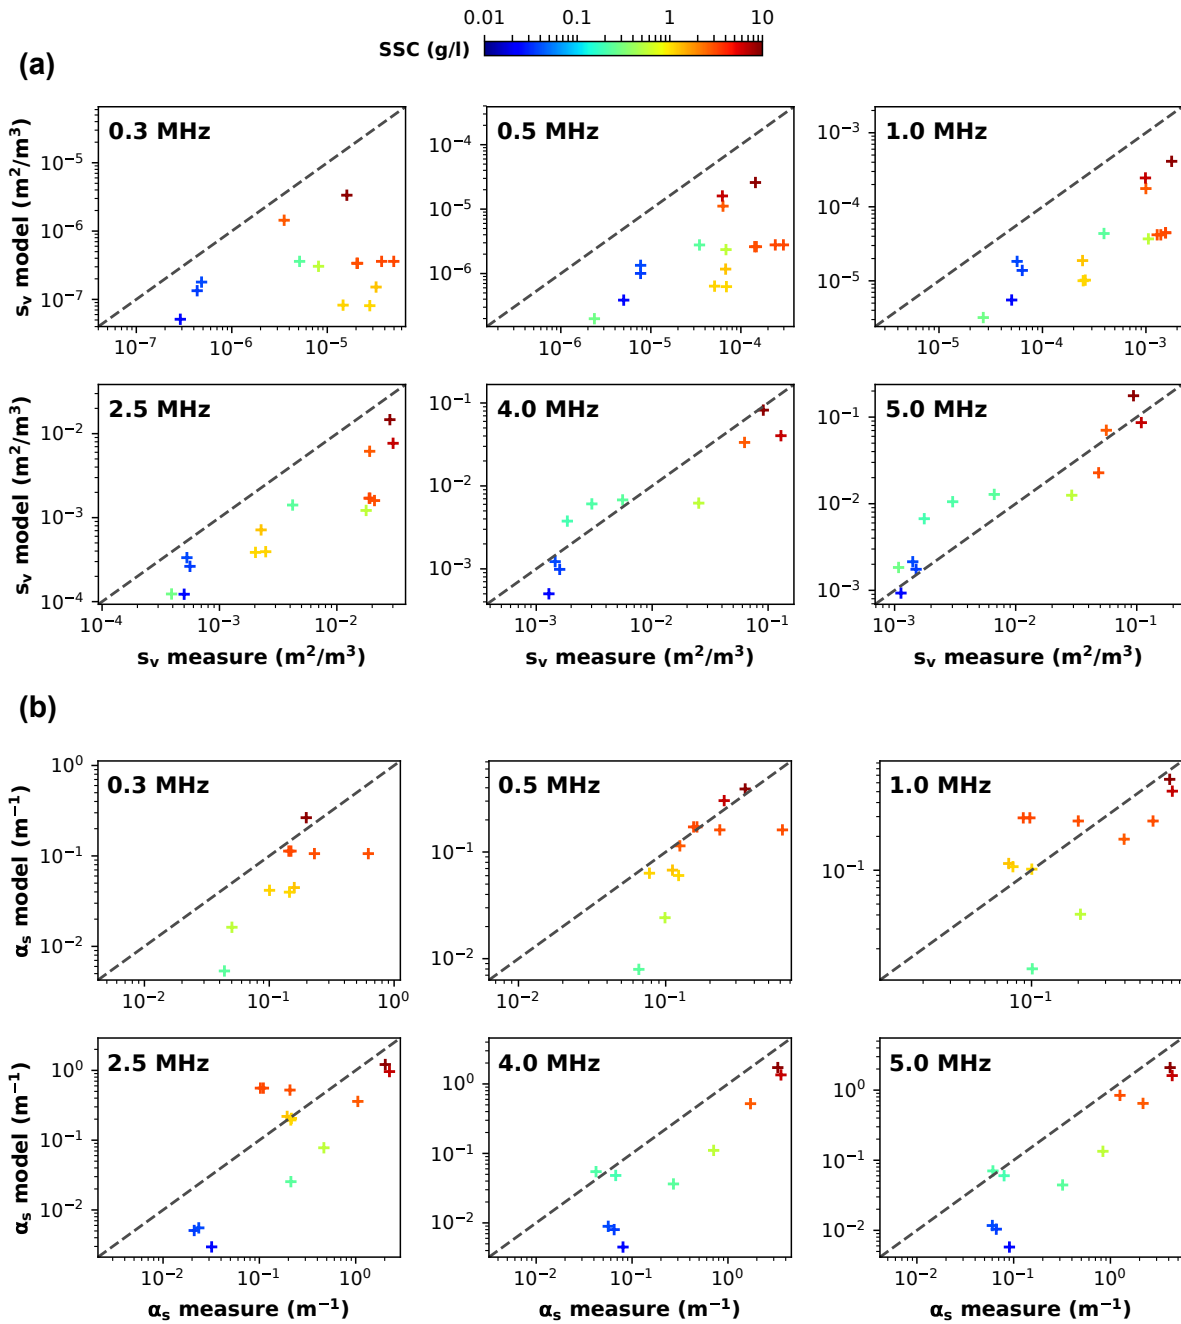 0.01 0.1 1 10
SSC (g/l)
(a)
0.3 MHz 0.5 MHz 1.0 MHz
s_v model (m²/m³)
10⁻⁵ 10⁻⁶ 10⁻⁷
10⁻⁴ 10⁻⁵ 10⁻⁶
10⁻³ 10⁻⁴ 10⁻⁵
10⁻⁷ 10⁻⁶ 10⁻⁵
10⁻⁶ 10⁻⁵ 10⁻⁴
10⁻⁵ 10⁻⁴ 10⁻³
2.5 MHz 4.0 MHz 5.0 MHz
s_v model (m²/m³)
10⁻² 10⁻³ 10⁻⁴
10⁻¹ 10⁻² 10⁻³
10⁻¹ 10⁻² 10⁻³
10⁻⁴ 10⁻³ 10⁻²
10⁻³ 10⁻² 10⁻¹
10⁻³ 10⁻² 10⁻¹
s_v measure (m²/m³) s_v measure (m²/m³) s_v measure (m²/m³)
(b)
0.3 MHz 0.5 MHz 1.0 MHz
α_s model (m⁻¹)
10⁰ 10⁻¹ 10⁻²
10⁻¹ 10⁻²
10⁻¹
10⁻² 10⁻¹ 10⁰
10⁻² 10⁻¹
10⁻¹
2.5 MHz 4.0 MHz 5.0 MHz
α_s model (m⁻¹)
10⁰ 10⁻¹ 10⁻²
10⁰ 10⁻¹ 10⁻²
10⁰ 10⁻¹ 10⁻²
10⁻² 10⁻¹ 10⁰
10⁻² 10⁻¹ 10⁰
10⁻² 10⁻¹ 10⁰
α_s measure (m⁻¹) α_s measure (m⁻¹) α_s measure (m⁻¹)